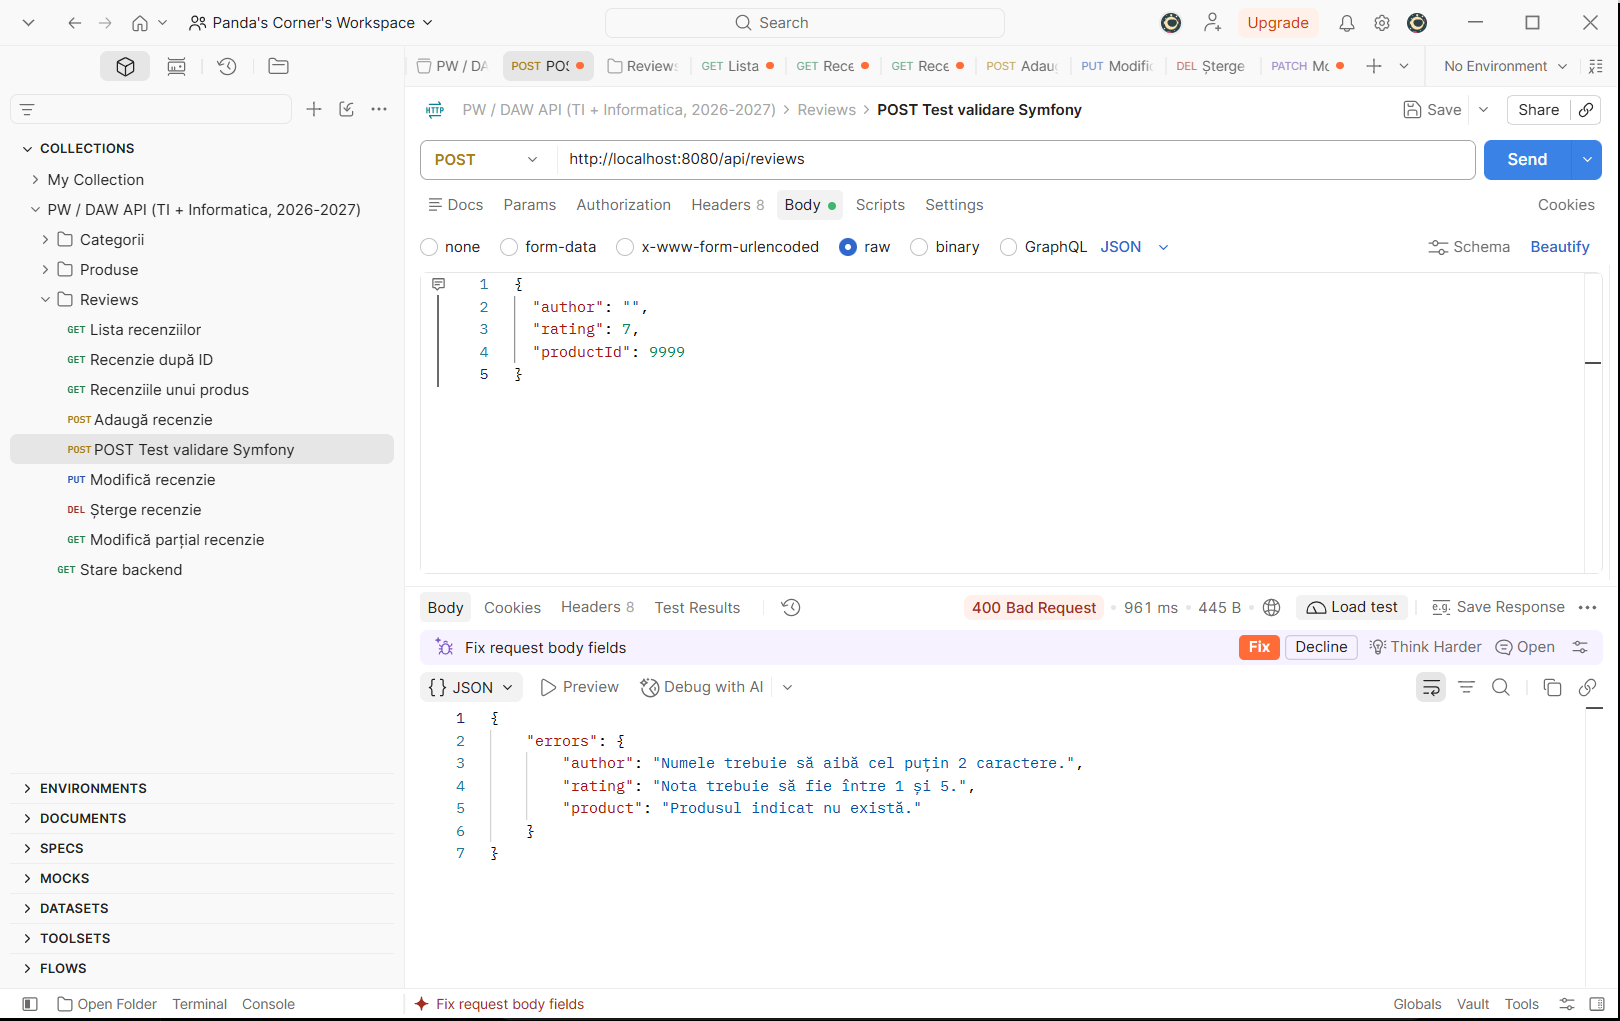 Panda's Corner's Workspace
Search
Upgrade
PW / DA
POST POS
Reviews
GET Lista
GET Rece
GET Rece
POST Adau
PUT Modific
DEL Șterge
PATCH Mo
No Environment
COLLECTIONS
My Collection
PW / DAW API (TI + Informatica, 2026-2027)
Categorii
Produse
Reviews
GET Lista recenziilor
GET Recenzie după ID
GET Recenziile unui produs
POST Adaugă recenzie
POST POST Test validare Symfony
PUT Modifică recenzie
DEL Șterge recenzie
GET Modifică parțial recenzie
GET Stare backend
ENVIRONMENTS
DOCUMENTS
SPECS
MOCKS
DATASETS
TOOLSETS
FLOWS
HTTP PW / DAW API (TI + Informatica, 2026-2027) > Reviews > POST Test validare Symfony
Save
Share
POST http://localhost:8080/api/reviews
Send
Docs Params Authorization Headers 8 Body Scripts Settings Cookies
none form-data x-www-form-urlencoded raw binary GraphQL JSON Schema Beautify
1 {
2 "author": "",
3 "rating": 7,
4 "productId": 9999
5 }
Body Cookies Headers 8 Test Results 400 Bad Request 961 ms 445 B Load test e.g. Save Response
Fix request body fields Fix Decline Think Harder Open
{} JSON Preview Debug with AI
1 {
2 "errors": {
3 "author": "Numele trebuie să aibă cel puțin 2 caractere.",
4 "rating": "Nota trebuie să fie între 1 și 5.",
5 "product": "Produsul indicat nu există."
6 }
7 }
Open Folder Terminal Console Fix request body fields Globals Vault Tools